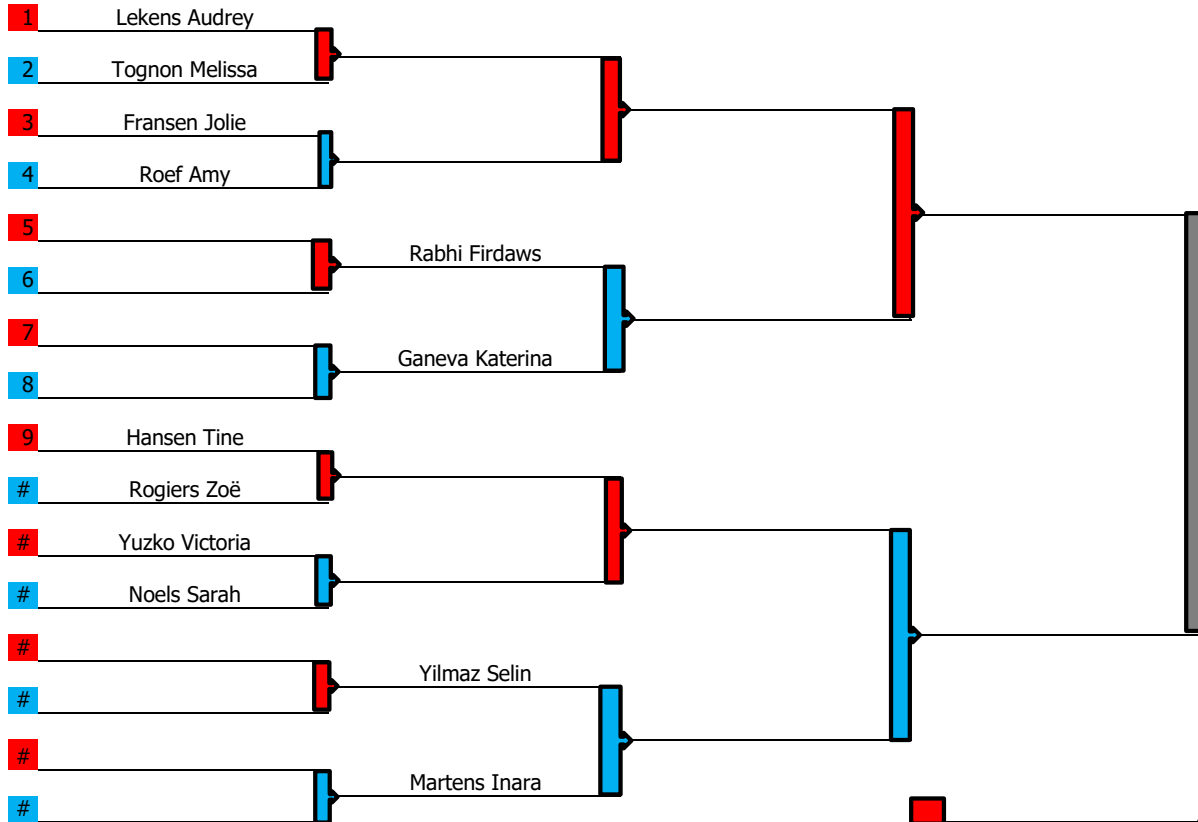 1 Lekens Audrey
2 Tognon Melissa
3 Fransen Jolie
4 Roef Amy
5
Rabhi Firdaws
6
7
Ganeva Katerina
8
9 Hansen Tine
# Rogiers Zoë
# Yuzko Victoria
# Noels Sarah
#
Yilmaz Selin
#
#
Martens Inara
#